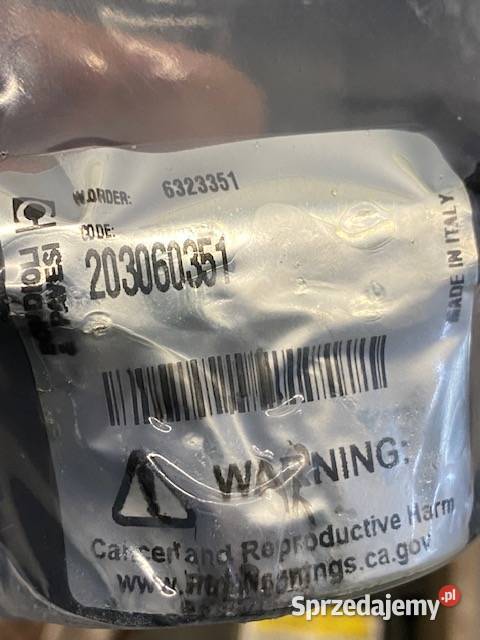 W.ORDER: 6323351
CODE:
203060351
MADE IN ITALY
WARNING:
Cancer and Reproductive Harm
Sprzedajemy.pl